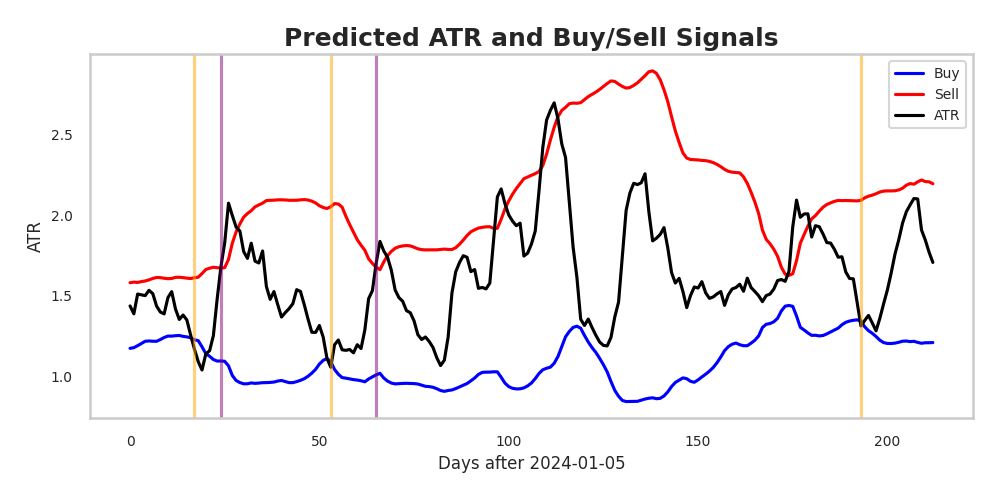 Predicted ATR and Buy/Sell Signals
Buy
Sell
ATR
ATR
2.5
2.0
1.5
1.0
0 50 100 150 200
Days after 2024-01-05